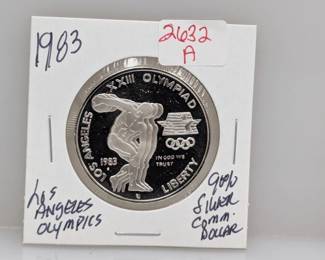 1983
2632
A
LOS ANGELES XXIII OLYMPIAD
1983
S
IN GOD WE
TRUST
LIBERTY
LOS
ANGELES
OLYMPICS
90%
SILVER
Comm.
DOLLAR